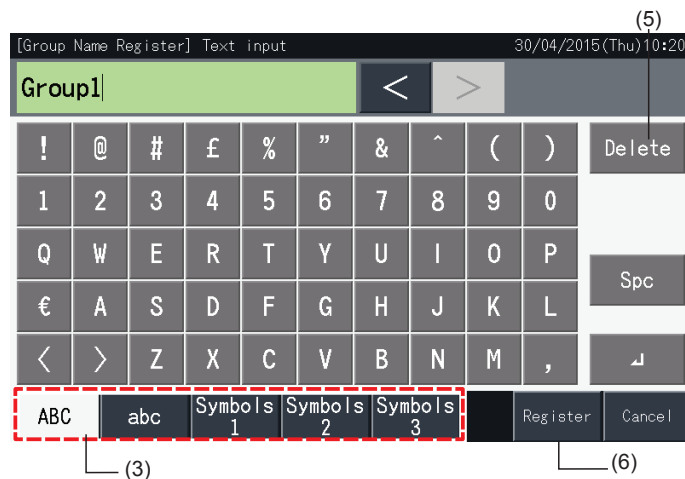 (5)
[Group Name Register] Text input 30/04/2015(Thu)10:20
Group1 < >
! @ # £ % ” & ^ ( ) Delete
1 2 3 4 5 6 7 8 9 0
Q W E R T Y U I O P
Spc
€ A S D F G H J K L
< > Z X C V B N M , ↵
ABC abc Symbols 1 Symbols 2 Symbols 3 Register Cancel
(3) (6)